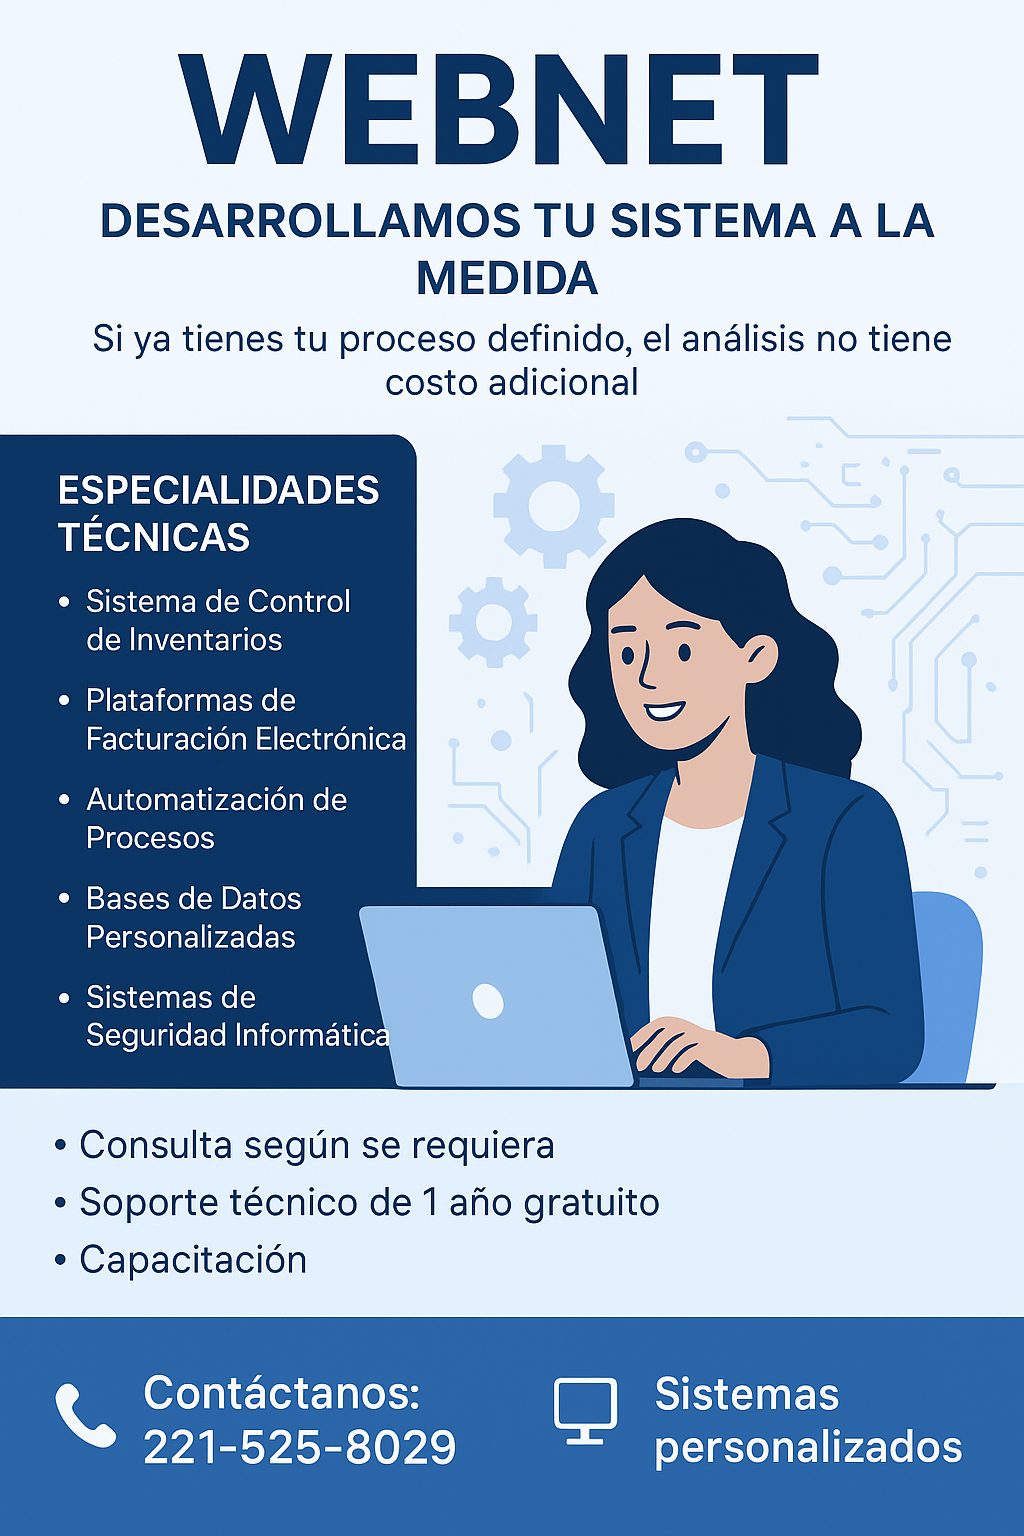 WEBNET
DESARROLLAMOS TU SISTEMA A LA
MEDIDA
Si ya tienes tu proceso definido, el análisis no tiene
costo adicional
ESPECIALIDADES
TÉCNICAS
• Sistema de Control
de Inventarios
• Plataformas de
Facturación Electrónica
• Automatización de
Procesos
• Bases de Datos
Personalizadas
• Sistemas de
Seguridad Informática
• Consulta según se requiera
• Soporte técnico de 1 año gratuito
• Capacitación
Contáctanos:
221-525-8029
Sistemas
personalizados